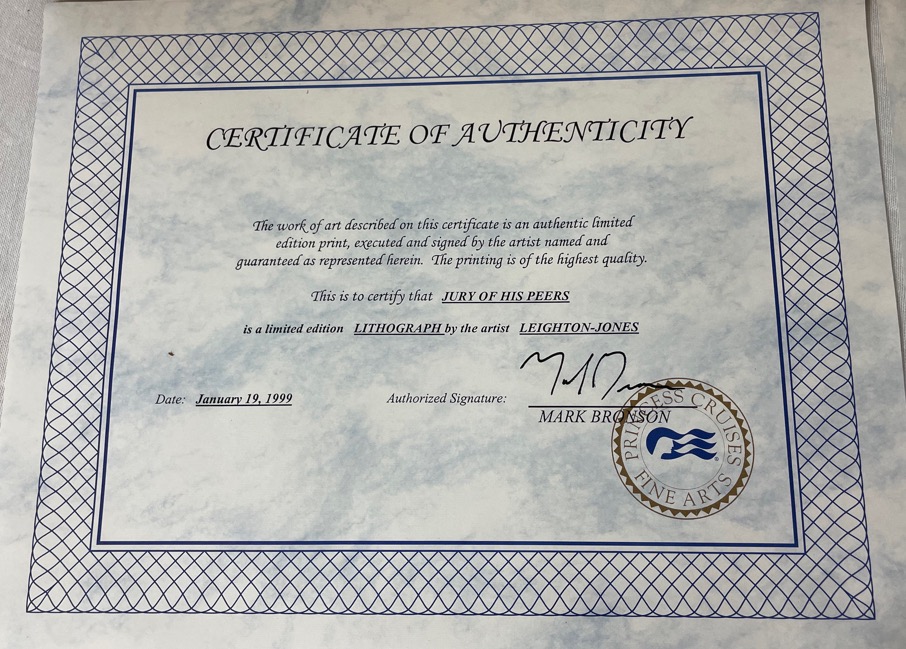 CERTIFICATE OF AUTHENTICITY
The work of art described on this certificate is an authentic limited
edition print, executed and signed by the artist named and
guaranteed as represented herein. The printing is of the highest quality.
This is to certify that JURY OF HIS PEERS
is a limited edition LITHOGRAPH by the artist LEIGHTON-JONES
Date: January 19, 1999 Authorized Signature:
MARK BRONSON
PRINCESS CRUISES
FINE ARTS